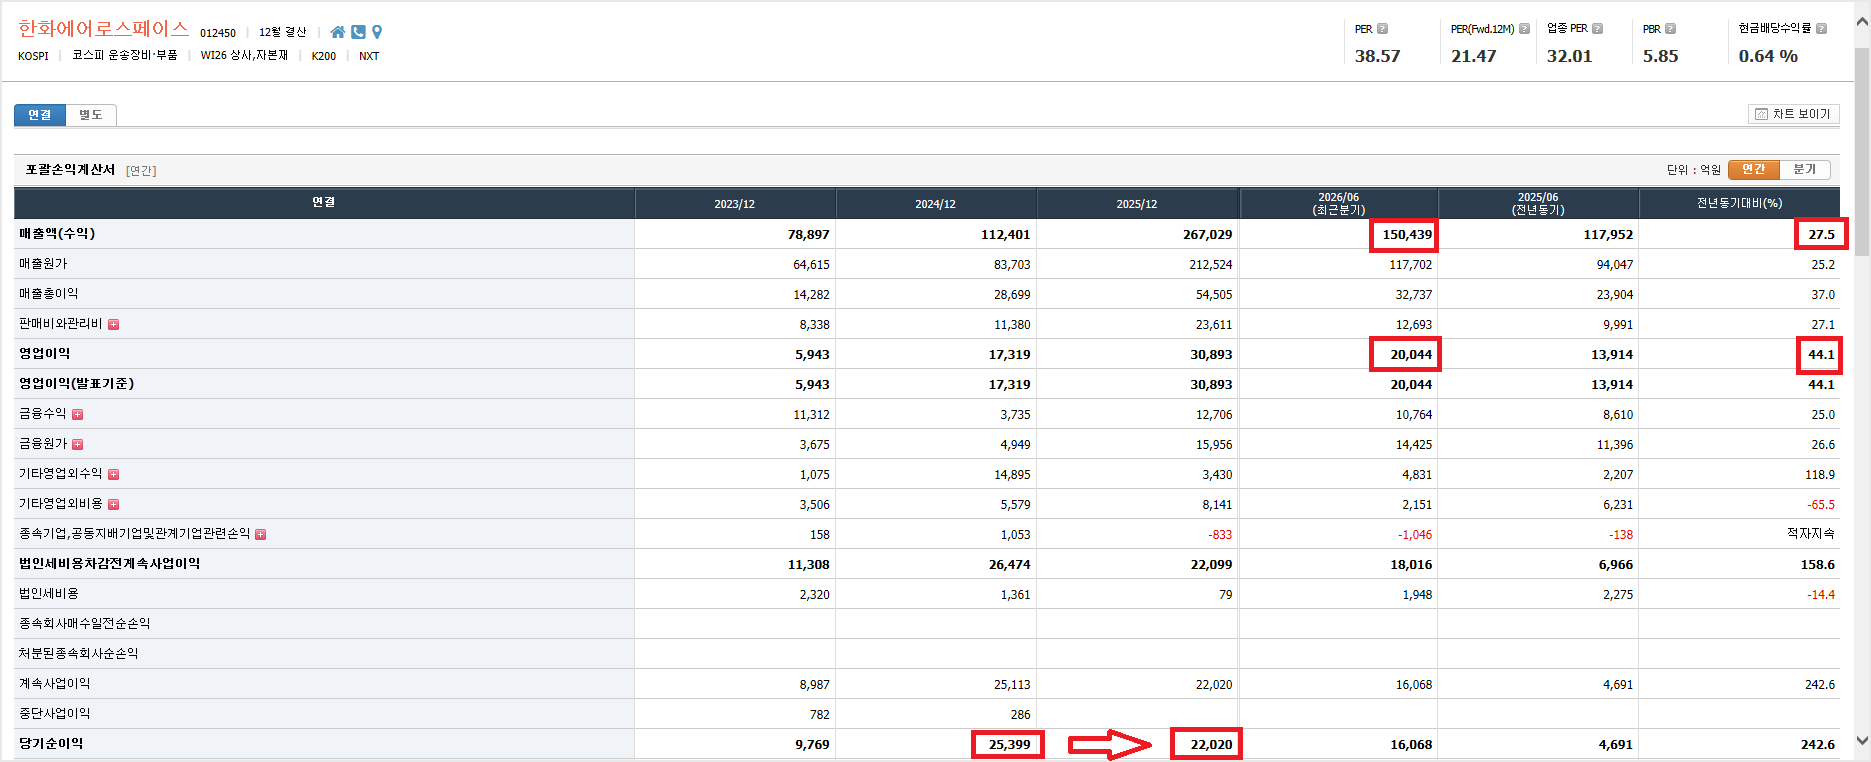 한화에어로스페이스 012450 12월 결산
KOSPI 코스피 운송장비·부품 WI26 상사,자본재 K200 NXT
PER PER(Fwd.12M) 업종 PER PBR 현금배당수익률
38.57 21.47 32.01 5.85 0.64 %
연결 별도 차트 보이기
포괄손익계산서 [연간] 단위 : 억원 연간 분기
연결 2023/12 2024/12 2025/12 2026/06 (최근분기) 2025/06 (전년동기) 전년동기대비(%)
매출액(수익) 78,897 112,401 267,029 150,439 117,952 27.5
매출원가 64,615 83,703 212,524 117,702 94,047 25.2
매출총이익 14,282 28,699 54,505 32,737 23,904 37.0
판매비와관리비 8,338 11,380 23,611 12,693 9,991 27.1
영업이익 5,943 17,319 30,893 20,044 13,914 44.1
영업이익(발표기준) 5,943 17,319 30,893 20,044 13,914 44.1
금융수익 11,312 3,735 12,706 10,764 8,610 25.0
금융원가 3,675 4,949 15,956 14,425 11,396 26.6
기타영업외수익 1,075 14,895 3,430 4,831 2,207 118.9
기타영업외비용 3,506 5,579 8,141 2,151 6,231 -65.5
종속기업,공동지배기업및관계기업관련손익 158 1,053 -833 -1,046 -138 적자지속
법인세비용차감전계속사업이익 11,308 26,474 22,099 18,016 6,966 158.6
법인세비용 2,320 1,361 79 1,948 2,275 -14.4
종속회사매수일전순손익
처분된종속회사순손익
계속사업이익 8,987 25,113 22,020 16,068 4,691 242.6
중단사업이익 782 286
당기순이익 9,769 25,399 22,020 16,068 4,691 242.6